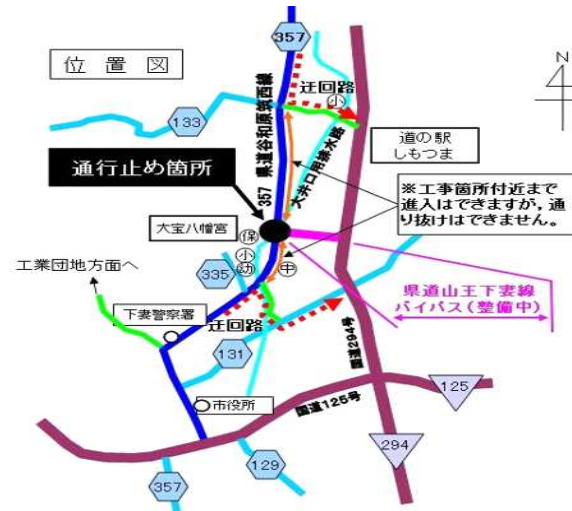 位置図
357
N
133
迂回路
小
道の駅
しもつま
357 県道谷和原筑西線
大井口用排水路
通行止め箇所
※工事箇所付近まで
進入はできますが，通
り抜けはできません。
大宝八幡宮
保
小
幼
中
335
工業団地方面へ
県道山王下妻線
バイパス（整備中）
下妻警察署
迂回路
131
国道294号
市役所
国道125号
125
294
129
357